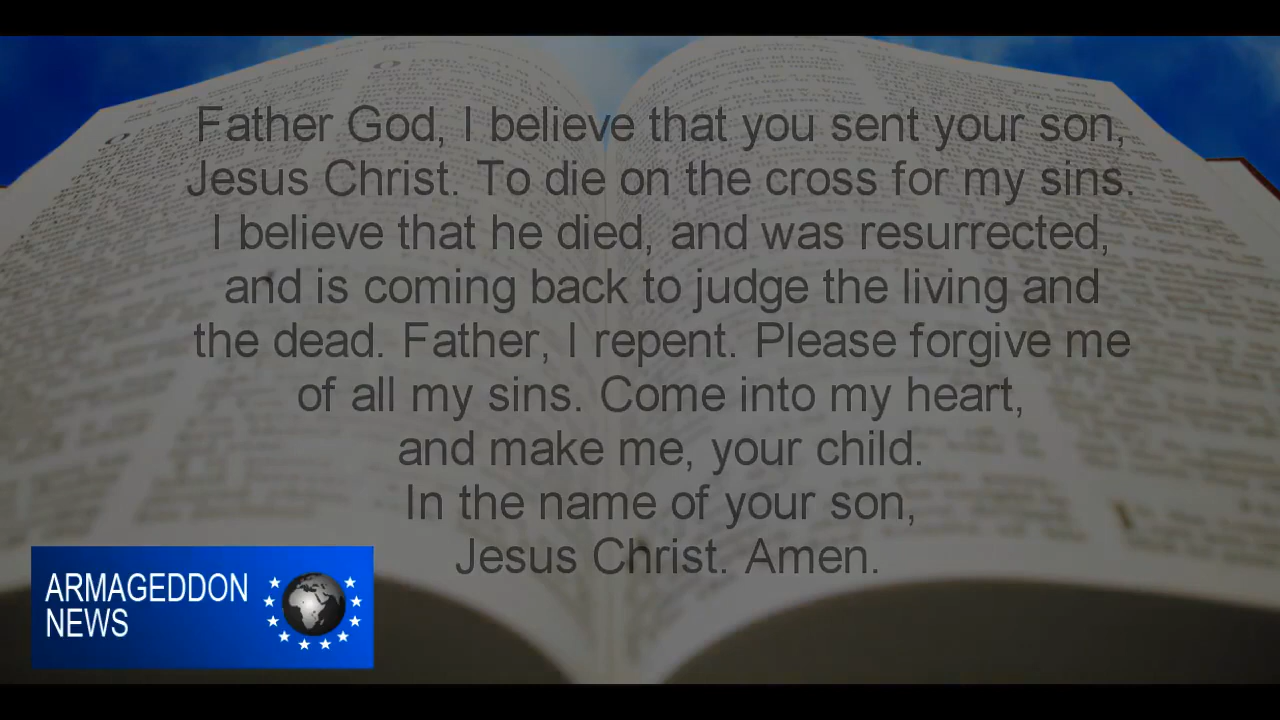 Father God, I believe that you sent your son,
Jesus Christ. To die on the cross for my sins.
I believe that he died, and was resurrected,
and is coming back to judge the living and
the dead. Father, I repent. Please forgive me
of all my sins. Come into my heart,
and make me, your child.
In the name of your son,
Jesus Christ. Amen.
ARMAGEDDON
NEWS